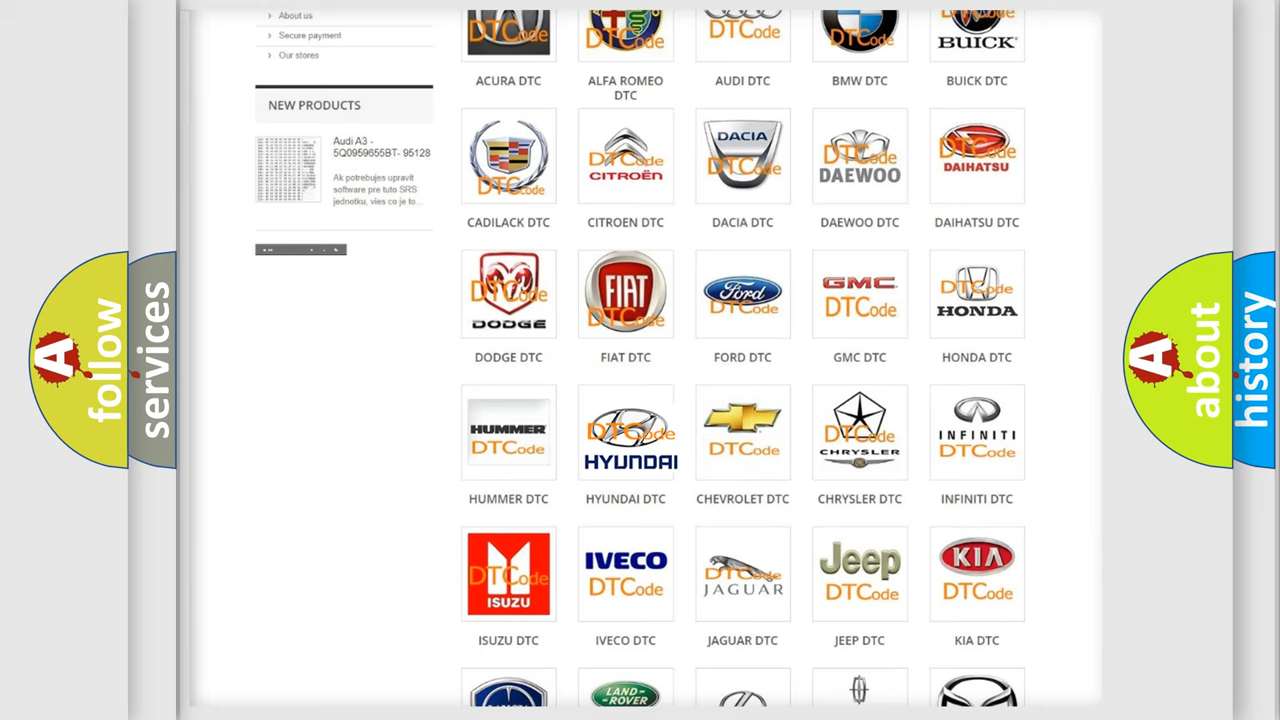 About us
Secure payment
Our stores
NEW PRODUCTS
Audi A3 -
5Q0959655BT- 95128
Ak potrebujes upravit
software pre tuto SRS
jednotku, vies co je to...
DTCode
DTCode
DTCode
DTCode
BUICK
ACURA DTC
ALFA ROMEO
DTC
AUDI DTC
BMW DTC
BUICK DTC
DTCode
DTCode
CITROËN
DACIA
DTCode
DTCode
DAEWOO
DTCode
DAIHATSU
CADILACK DTC
CITROEN DTC
DACIA DTC
DAEWOO DTC
DAIHATSU DTC
DTCode
DODGE
FIAT
DTCode
Ford
DTCode
GMC
DTCode
DTCode
HONDA
DODGE DTC
FIAT DTC
FORD DTC
GMC DTC
HONDA DTC
HUMMER
DTCode
DTCode
HYUNDAI
DTCode
DTCode
CHRYSLER
INFINITI
DTCode
HUMMER DTC
HYUNDAI DTC
CHEVROLET DTC
CHRYSLER DTC
INFINITI DTC
DTCode
ISUZU
IVECO
DTCode
DTCode
JAGUAR
Jeep
DTCode
KIA
DTCode
ISUZU DTC
IVECO DTC
JAGUAR DTC
JEEP DTC
KIA DTC
LAND-
ROVER
A
follow
services
A
about
history